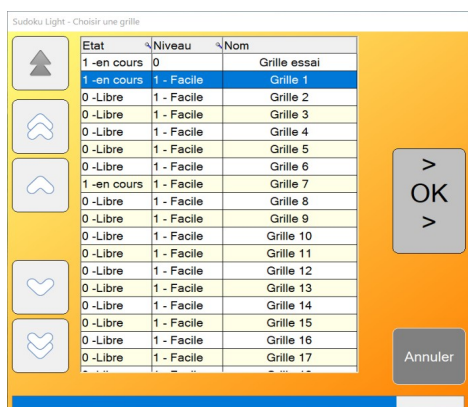 Sudoku Light - Choisir une grille
Etat Niveau Nom
1 -en cours 0 Grille essai
1 -en cours 1 - Facile Grille 1
0 -Libre 1 - Facile Grille 2
0 -Libre 1 - Facile Grille 3
0 -Libre 1 - Facile Grille 4
0 -Libre 1 - Facile Grille 5
0 -Libre 1 - Facile Grille 6
1 -en cours 1 - Facile Grille 7
0 -Libre 1 - Facile Grille 8
0 -Libre 1 - Facile Grille 9
0 -Libre 1 - Facile Grille 10
0 -Libre 1 - Facile Grille 11
0 -Libre 1 - Facile Grille 12
0 -Libre 1 - Facile Grille 13
0 -Libre 1 - Facile Grille 14
0 -Libre 1 - Facile Grille 15
0 -Libre 1 - Facile Grille 16
0 -Libre 1 - Facile Grille 17
>
OK
>
Annuler